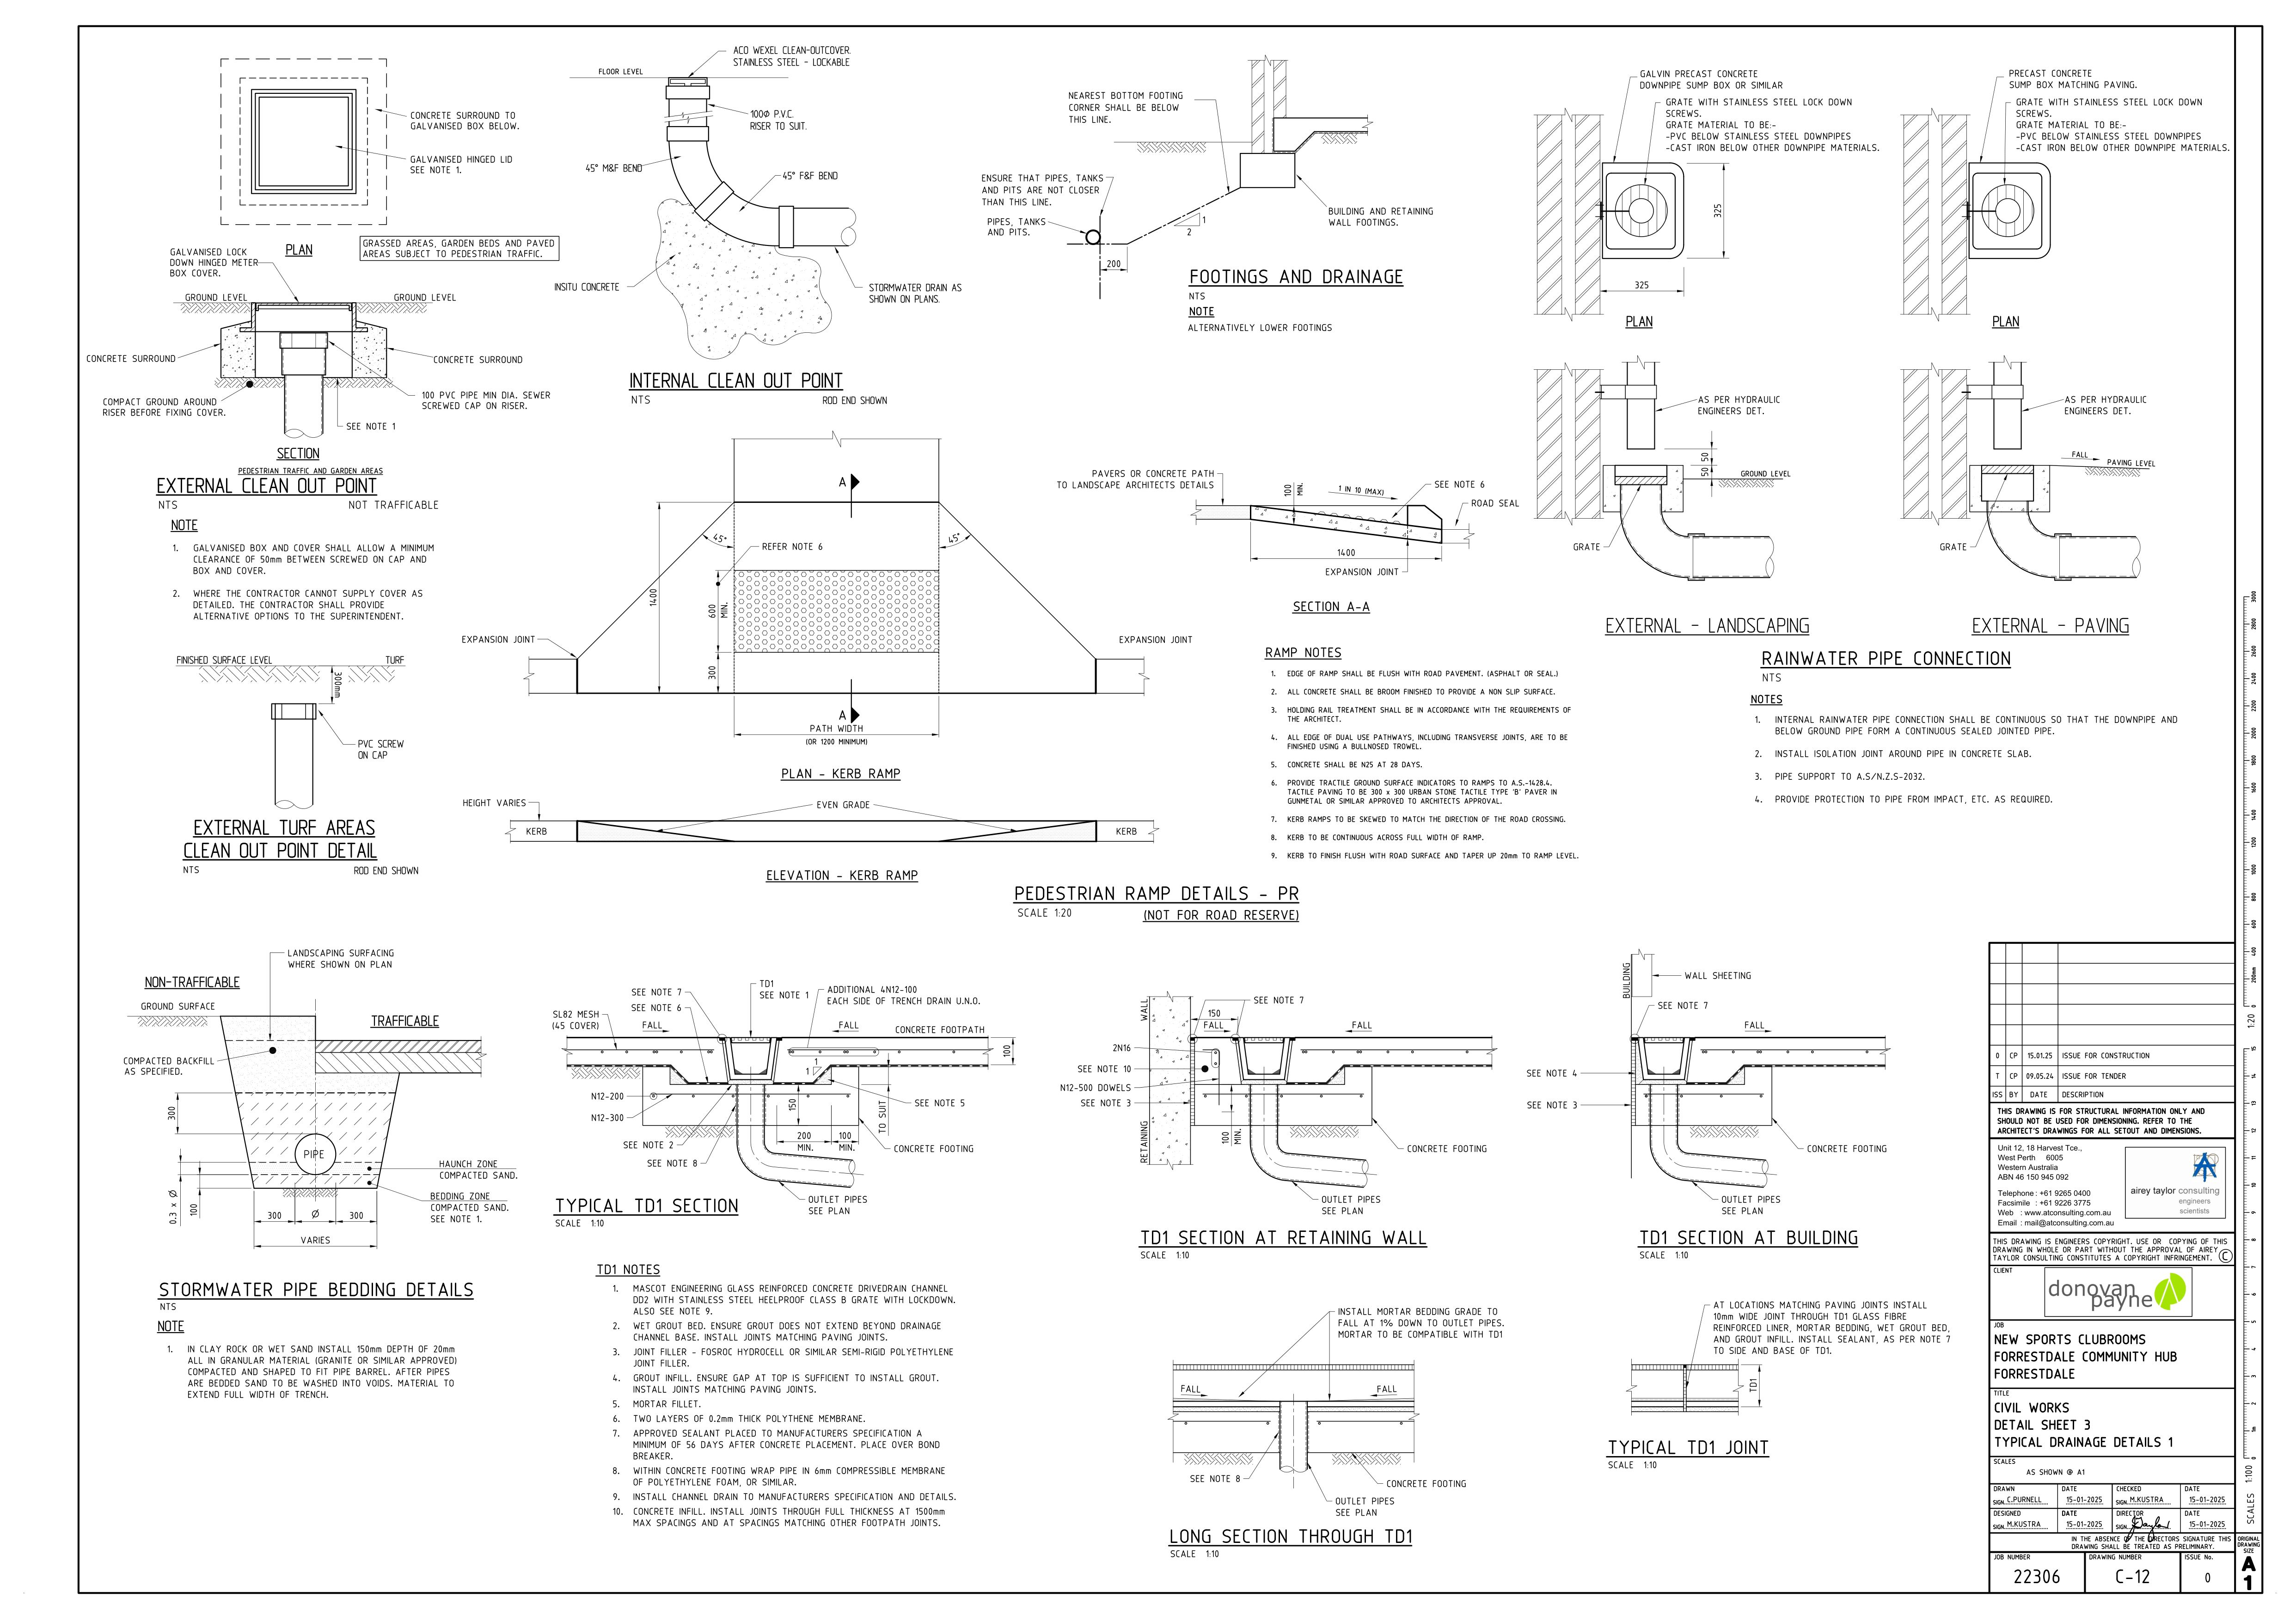 CONCRETE SURROUND TO
GALVANISED BOX BELOW.
GALVANISED HINGED LID
SEE NOTE 1.
PLAN
GRASSED AREAS, GARDEN BEDS AND PAVED
AREAS SUBJECT TO PEDESTRIAN TRAFFIC.
GALVANISED LOCK
DOWN HINGED METER
BOX COVER.
GROUND LEVEL
GROUND LEVEL
CONCRETE SURROUND
CONCRETE SURROUND
COMPACT GROUND AROUND
RISER BEFORE FIXING COVER.
100 PVC PIPE MIN DIA. SEWER
SCREWED CAP ON RISER.
SEE NOTE 1
SECTION
PEDESTRIAN TRAFFIC AND GARDEN AREAS
EXTERNAL CLEAN OUT POINT
NTS
NOT TRAFFICABLE
NOTE
1. GALVANISED BOX AND COVER SHALL ALLOW A MINIMUM
CLEARANCE OF 50mm BETWEEN SCREWED ON CAP AND
BOX AND COVER.
2. WHERE THE CONTRACTOR CANNOT SUPPLY COVER AS
DETAILED. THE CONTRACTOR SHALL PROVIDE
ALTERNATIVE OPTIONS TO THE SUPERINTENDENT.
FINISHED SURFACE LEVEL
TURF
300mm
PVC SCREW
ON CAP
EXTERNAL TURF AREAS
CLEAN OUT POINT DETAIL
NTS
ROD END SHOWN
ACO WEXEL CLEAN-OUTCOVER.
STAINLESS STEEL - LOCKABLE
FLOOR LEVEL
100Ø P.V.C.
RISER TO SUIT.
45° M&F BEND
45° F&F BEND
INSITU CONCRETE
STORMWATER DRAIN AS
SHOWN ON PLANS.
INTERNAL CLEAN OUT POINT
NTS
ROD END SHOWN
NEAREST BOTTOM FOOTING
CORNER SHALL BE BELOW
THIS LINE.
ENSURE THAT PIPES, TANKS
AND PITS ARE NOT CLOSER
THAN THIS LINE.
PIPES, TANKS
AND PITS.
1
2
200
BUILDING AND RETAINING
WALL FOOTINGS.
FOOTINGS AND DRAINAGE
NTS
NOTE
ALTERNATIVELY LOWER FOOTINGS
GALVIN PRECAST CONCRETE
DOWNPIPE SUMP BOX OR SIMILAR
GRATE WITH STAINLESS STEEL LOCK DOWN
SCREWS.
GRATE MATERIAL TO BE:-
-PVC BELOW STAINLESS STEEL DOWNPIPES
-CAST IRON BELOW OTHER DOWNPIPE MATERIALS.
325
325
PLAN
AS PER HYDRAULIC
ENGINEERS DET.
50
50
GROUND LEVEL
GRATE
EXTERNAL - LANDSCAPING
PRECAST CONCRETE
SUMP BOX MATCHING PAVING.
GRATE WITH STAINLESS STEEL LOCK DOWN
SCREWS.
GRATE MATERIAL TO BE:-
-PVC BELOW STAINLESS STEEL DOWNPIPES
-CAST IRON BELOW OTHER DOWNPIPE MATERIALS.
PLAN
AS PER HYDRAULIC
ENGINEERS DET.
FALL
PAVING LEVEL
GRATE
EXTERNAL - PAVING
RAINWATER PIPE CONNECTION
NTS
NOTES
1. INTERNAL RAINWATER PIPE CONNECTION SHALL BE CONTINUOUS SO THAT THE DOWNPIPE AND
BELOW GROUND PIPE FORM A CONTINUOUS SEALED JOINTED PIPE.
2. INSTALL ISOLATION JOINT AROUND PIPE IN CONCRETE SLAB.
3. PIPE SUPPORT TO A.S/N.Z.S-2032.
4. PROVIDE PROTECTION TO PIPE FROM IMPACT, ETC. AS REQUIRED.
A
45°
45°
REFER NOTE 6
1400
600
MIN.
300
EXPANSION JOINT
EXPANSION JOINT
A
PATH WIDTH
(OR 1200 MINIMUM)
PLAN - KERB RAMP
HEIGHT VARIES
EVEN GRADE
KERB
KERB
ELEVATION - KERB RAMP
PAVERS OR CONCRETE PATH
TO LANDSCAPE ARCHITECTS DETAILS
100
MIN.
1 IN 10 (MAX)
SEE NOTE 6
ROAD SEAL
1400
EXPANSION JOINT
SECTION A-A
RAMP NOTES
1. EDGE OF RAMP SHALL BE FLUSH WITH ROAD PAVEMENT. (ASPHALT OR SEAL.)
2. ALL CONCRETE SHALL BE BROOM FINISHED TO PROVIDE A NON SLIP SURFACE.
3. HOLDING RAIL TREATMENT SHALL BE IN ACCORDANCE WITH THE REQUIREMENTS OF
THE ARCHITECT.
4. ALL EDGE OF DUAL USE PATHWAYS, INCLUDING TRANSVERSE JOINTS, ARE TO BE
FINISHED USING A BULLNOSED TROWEL.
5. CONCRETE SHALL BE N25 AT 28 DAYS.
6. PROVIDE TRACTILE GROUND SURFACE INDICATORS TO RAMPS TO A.S.-1428.4.
TACTILE PAVING TO BE 300 x 300 URBAN STONE TACTILE TYPE 'B' PAVER IN
GUNMETAL OR SIMILAR APPROVED TO ARCHITECTS APPROVAL.
7. KERB RAMPS TO BE SKEWED TO MATCH THE DIRECTION OF THE ROAD CROSSING.
8. KERB TO BE CONTINUOUS ACROSS FULL WIDTH OF RAMP.
9. KERB TO FINISH FLUSH WITH ROAD SURFACE AND TAPER UP 20mm TO RAMP LEVEL.
PEDESTRIAN RAMP DETAILS - PR
SCALE 1:20
(NOT FOR ROAD RESERVE)
LANDSCAPING SURFACING
WHERE SHOWN ON PLAN
NON-TRAFFICABLE
GROUND SURFACE
TRAFFICABLE
COMPACTED BACKFILL
AS SPECIFIED.
300
PIPE
0.3 x Ø
100
300
Ø
300
VARIES
HAUNCH ZONE
COMPACTED SAND.
BEDDING ZONE
COMPACTED SAND.
SEE NOTE 1.
STORMWATER PIPE BEDDING DETAILS
NTS
NOTE
1. IN CLAY ROCK OR WET SAND INSTALL 150mm DEPTH OF 20mm
ALL IN GRANULAR MATERIAL (GRANITE OR SIMILAR APPROVED)
COMPACTED AND SHAPED TO FIT PIPE BARREL. AFTER PIPES
ARE BEDDED SAND TO BE WASHED INTO VOIDS. MATERIAL TO
EXTEND FULL WIDTH OF TRENCH.
SEE NOTE 7
SEE NOTE 6
SL82 MESH
(45 COVER)
FALL
TD1
SEE NOTE 1
ADDITIONAL 4N12-100
EACH SIDE OF TRENCH DRAIN U.N.O.
FALL
CONCRETE FOOTPATH
100
1
1
N12-200
N12-300
150
SEE NOTE 5
TO SUIT
200
MIN.
100
MIN.
SEE NOTE 2
SEE NOTE 8
CONCRETE FOOTING
OUTLET PIPES
SEE PLAN
TYPICAL TD1 SECTION
SCALE 1:10
TD1 NOTES
1. MASCOT ENGINEERING GLASS REINFORCED CONCRETE DRIVEDRAIN CHANNEL
DD2 WITH STAINLESS STEEL HEELPROOF CLASS B GRATE WITH LOCKDOWN.
ALSO SEE NOTE 9.
2. WET GROUT BED. ENSURE GROUT DOES NOT EXTEND BEYOND DRAINAGE
CHANNEL BASE. INSTALL JOINTS MATCHING PAVING JOINTS.
3. JOINT FILLER - FOSROC HYDROCELL OR SIMILAR SEMI-RIGID POLYETHYLENE
JOINT FILLER.
4. GROUT INFILL. ENSURE GAP AT TOP IS SUFFICIENT TO INSTALL GROUT.
INSTALL JOINTS MATCHING PAVING JOINTS.
5. MORTAR FILLET.
6. TWO LAYERS OF 0.2mm THICK POLYTHENE MEMBRANE.
7. APPROVED SEALANT PLACED TO MANUFACTURERS SPECIFICATION A
MINIMUM OF 56 DAYS AFTER CONCRETE PLACEMENT. PLACE OVER BOND
BREAKER.
8. WITHIN CONCRETE FOOTING WRAP PIPE IN 6mm COMPRESSIBLE MEMBRANE
OF POLYETHYLENE FOAM, OR SIMILAR.
9. INSTALL CHANNEL DRAIN TO MANUFACTURERS SPECIFICATION AND DETAILS.
10. CONCRETE INFILL. INSTALL JOINTS THROUGH FULL THICKNESS AT 1500mm
MAX SPACINGS AND AT SPACINGS MATCHING OTHER FOOTPATH JOINTS.
WALL
RETAINING
SEE NOTE 7
150
FALL
FALL
2N16
SEE NOTE 10
N12-500 DOWELS
SEE NOTE 3
100
MIN.
CONCRETE FOOTING
OUTLET PIPES
SEE PLAN
TD1 SECTION AT RETAINING WALL
SCALE 1:10
BUILDING
WALL SHEETING
SEE NOTE 7
FALL
SEE NOTE 4
SEE NOTE 3
CONCRETE FOOTING
OUTLET PIPES
SEE PLAN
TD1 SECTION AT BUILDING
SCALE 1:10
INSTALL MORTAR BEDDING GRADE TO
FALL AT 1% DOWN TO OUTLET PIPES.
MORTAR TO BE COMPATIBLE WITH TD1
FALL
FALL
SEE NOTE 8
CONCRETE FOOTING
OUTLET PIPES
SEE PLAN
LONG SECTION THROUGH TD1
SCALE 1:10
AT LOCATIONS MATCHING PAVING JOINTS INSTALL
10mm WIDE JOINT THROUGH TD1 GLASS FIBRE
REINFORCED LINER, MORTAR BEDDING, WET GROUT BED,
AND GROUT INFILL. INSTALL SEALANT, AS PER NOTE 7
TO SIDE AND BASE OF TD1.
TD1
TYPICAL TD1 JOINT
SCALE 1:10
0 CP 15.01.25 ISSUE FOR CONSTRUCTION
T CP 09.05.24 ISSUE FOR TENDER
ISS BY DATE DESCRIPTION
THIS DRAWING IS FOR STRUCTURAL INFORMATION ONLY AND
SHOULD NOT BE USED FOR DIMENSIONING. REFER TO THE
ARCHITECT'S DRAWINGS FOR ALL SETOUT AND DIMENSIONS.
Unit 12, 18 Harvest Tce.,
West Perth 6005
Western Australia
ABN 46 150 945 092
Telephone : +61 9265 0400
Facsimile : +61 9226 3775
Web : www.atconsulting.com.au
Email : mail@atconsulting.com.au
airey taylor consulting
engineers
scientists
THIS DRAWING IS ENGINEERS COPYRIGHT. USE OR COPYING OF THIS
DRAWING IN WHOLE OR PART WITHOUT THE APPROVAL OF AIREY
TAYLOR CONSULTING CONSTITUTES A COPYRIGHT INFRINGEMENT. ©
CLIENT
donovan
payne
JOB
NEW SPORTS CLUBROOMS
FORRESTDALE COMMUNITY HUB
FORRESTDALE
TITLE
CIVIL WORKS
DETAIL SHEET 3
TYPICAL DRAINAGE DETAILS 1
SCALES
AS SHOWN @ A1
DRAWN DATE CHECKED DATE
SIGN. C.PURNELL 15-01-2025 SIGN. M.KUSTRA 15-01-2025
DESIGNED DATE DIRECTOR DATE
SIGN. M.KUSTRA 15-01-2025 SIGN. 15-01-2025
IN THE ABSENCE OF THE DIRECTORS SIGNATURE THIS
DRAWING SHALL BE TREATED AS PRELIMINARY.
JOB NUMBER DRAWING NUMBER ISSUE No.
22306 C-12 0
ORIGINAL
DRAWING
SIZE
A
1
3000
2800
2600
2400
2200
2000
1800
1600
1400
1200
1000
800
600
400
200mm
0
1:20
15
14
13
12
11
10
9
8
7
6
5
4
3
2
1m
0
1:100
SCALES